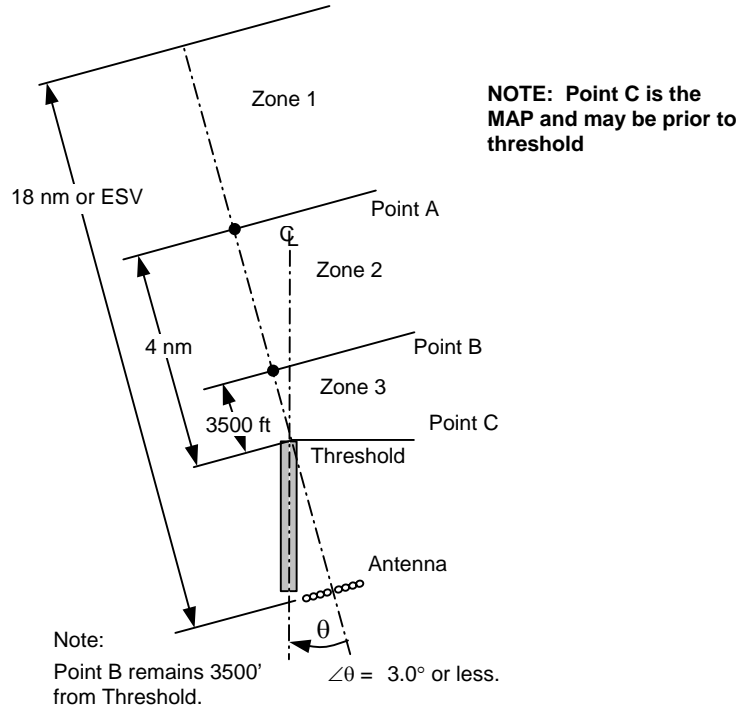 Zone 1
NOTE: Point C is the
MAP and may be prior to
threshold
18 nm or ESV
Point A
℄
Zone 2
4 nm
Point B
Zone 3
3500 ft
Point C
Threshold
Antenna
θ
Note:
Point B remains 3500'
from Threshold.
∠θ = 3.0° or less.